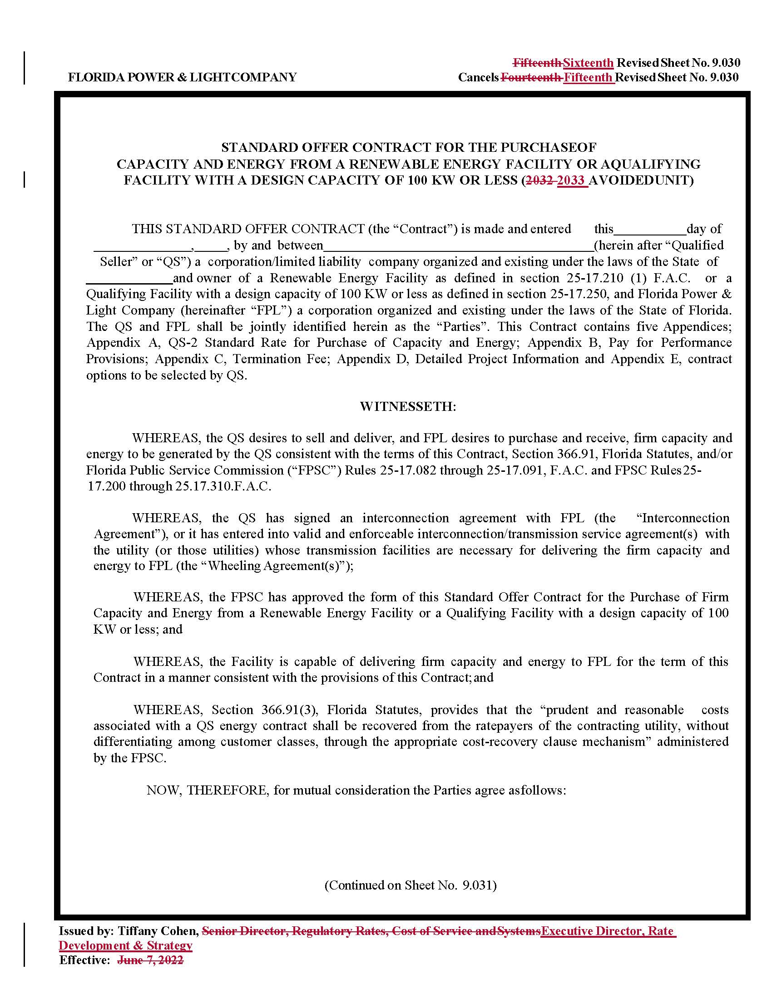 Fifteenth Sixteenth Revised Sheet No. 9.030
FLORIDA POWER & LIGHT COMPANY Cancels Fourteenth Fifteenth Revised Sheet No. 9.030
STANDARD OFFER CONTRACT FOR THE PURCHASEOF
CAPACITY AND ENERGY FROM A RENEWABLE ENERGY FACILITY OR AQUALIFYING
FACILITY WITH A DESIGN CAPACITY OF 100 KW OR LESS (2032 2033 AVOIDEDUNIT)
THIS STANDARD OFFER CONTRACT (the “Contract”) is made and entered this___________day of
_______________,_____, by and between__________________________________________(herein after “Qualified
Seller” or “QS”) a corporation/limited liability company organized and existing under the laws of the State of
_____________and owner of a Renewable Energy Facility as defined in section 25-17.210 (1) F.A.C. or a
Qualifying Facility with a design capacity of 100 KW or less as defined in section 25-17.250, and Florida Power &
Light Company (hereinafter “FPL”) a corporation organized and existing under the laws of the State of Florida.
The QS and FPL shall be jointly identified herein as the “Parties”. This Contract contains five Appendices;
Appendix A, QS-2 Standard Rate for Purchase of Capacity and Energy; Appendix B, Pay for Performance
Provisions; Appendix C, Termination Fee; Appendix D, Detailed Project Information and Appendix E, contract
options to be selected by QS.
WITNESSETH:
WHEREAS, the QS desires to sell and deliver, and FPL desires to purchase and receive, firm capacity and
energy to be generated by the QS consistent with the terms of this Contract, Section 366.91, Florida Statutes, and/or
Florida Public Service Commission (“FPSC”) Rules 25-17.082 through 25-17.091, F.A.C. and FPSC Rules 25-
17.200 through 25.17.310.F.A.C.
WHEREAS, the QS has signed an interconnection agreement with FPL (the “Interconnection
Agreement”), or it has entered into valid and enforceable interconnection/transmission service agreement(s) with
the utility (or those utilities) whose transmission facilities are necessary for delivering the firm capacity and
energy to FPL (the “Wheeling Agreement(s)”);
WHEREAS, the FPSC has approved the form of this Standard Offer Contract for the Purchase of Firm
Capacity and Energy from a Renewable Energy Facility or a Qualifying Facility with a design capacity of 100
KW or less; and
WHEREAS, the Facility is capable of delivering firm capacity and energy to FPL for the term of this
Contract in a manner consistent with the provisions of this Contract; and
WHEREAS, Section 366.91(3), Florida Statutes, provides that the “prudent and reasonable costs
associated with a QS energy contract shall be recovered from the ratepayers of the contracting utility, without
differentiating among customer classes, through the appropriate cost-recovery clause mechanism” administered
by the FPSC.
NOW, THEREFORE, for mutual consideration the Parties agree asfollows:
(Continued on Sheet No. 9.031)
Issued by: Tiffany Cohen, Senior Director, Regulatory Rates, Cost of Service and Systems Executive Director, Rate
Development & Strategy
Effective: June 7, 2022